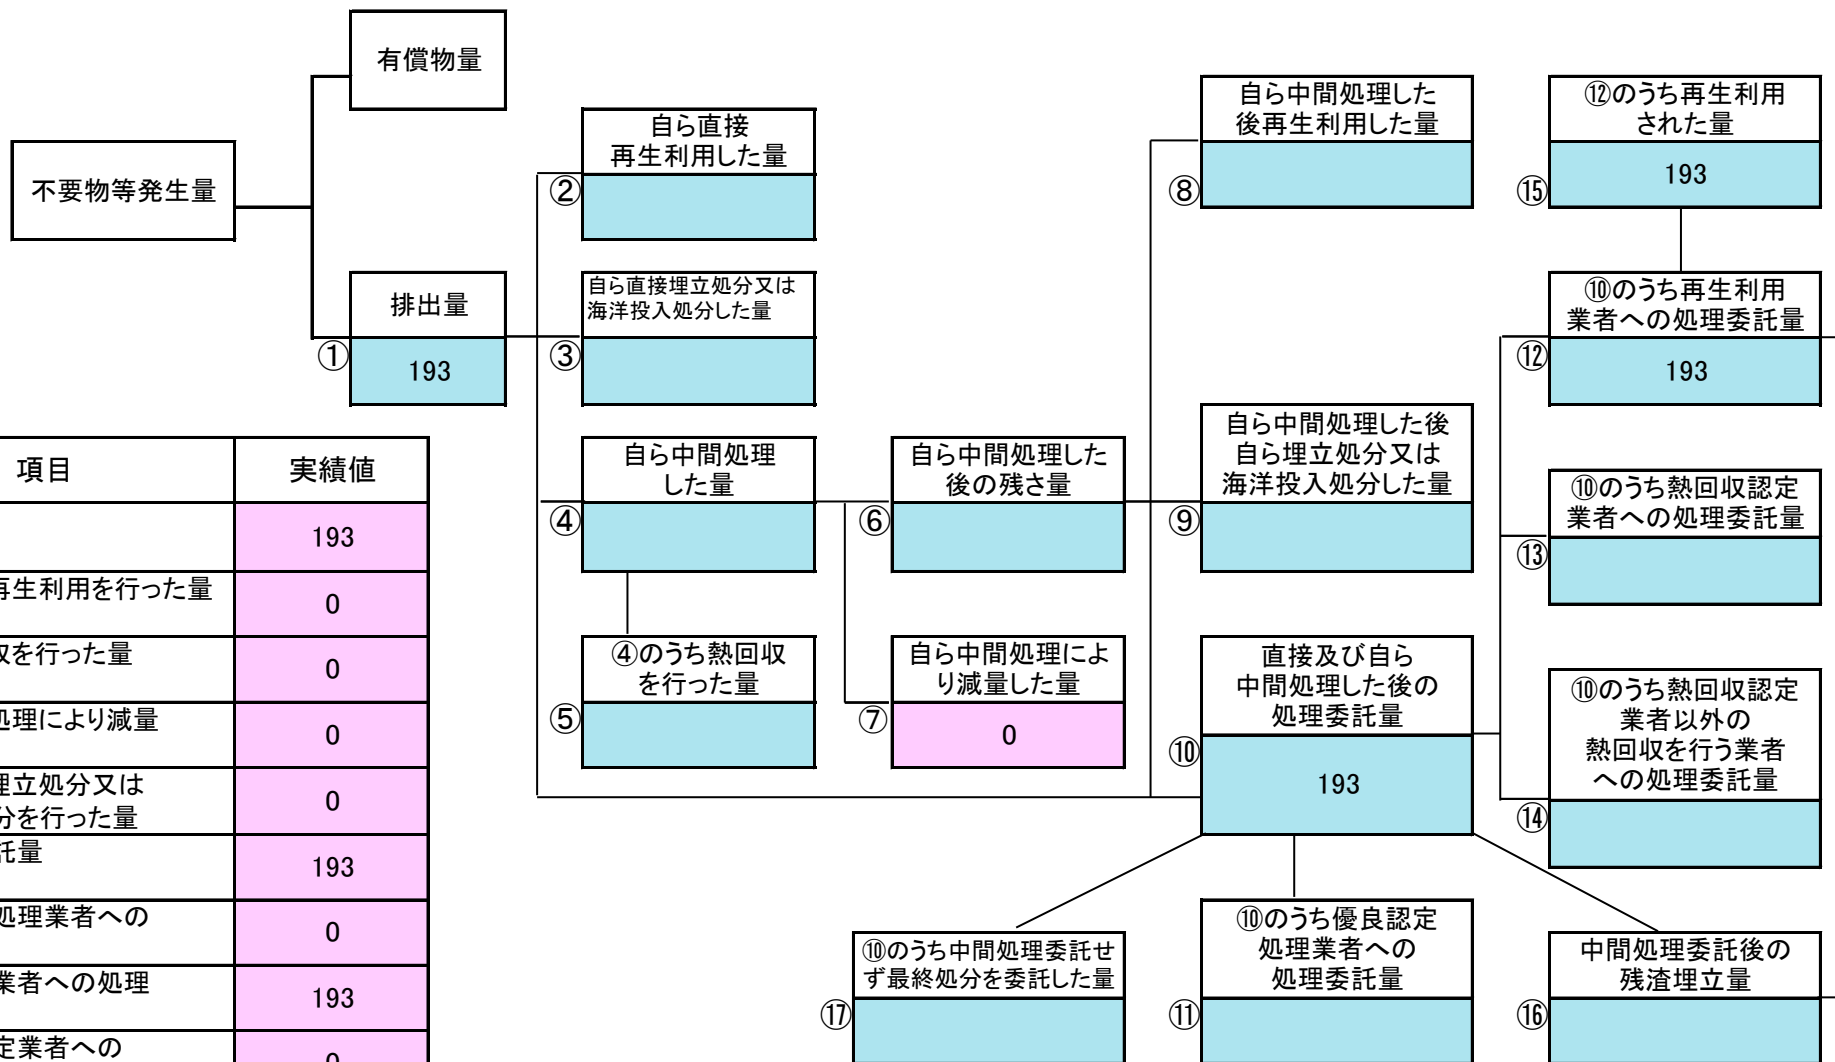 有償物量
不要物等発生量
排出量
①
193
自ら直接
再生利用した量
②
自ら直接埋立処分又は
海洋投入処分した量
③
自ら中間処理
した量
④
④のうち熱回収
を行った量
⑤
自ら中間処理した
後の残さ量
⑥
自ら中間処理によ
り減量した量
⑦
0
自ら中間処理した
後再生利用した量
⑧
自ら中間処理した後
自ら埋立処分又は
海洋投入処分した量
⑨
直接及び自ら
中間処理した後の
処理委託量
⑩
193
⑩のうち優良認定
処理業者への
処理委託量
⑪
⑫のうち再生利用
された量
⑮
193
⑩のうち再生利用
業者への処理委託量
⑫
193
⑩のうち熱回収認定
業者への処理委託量
⑬
⑩のうち熱回収認定
業者以外の
熱回収を行う業者
への処理委託量
⑭
中間処理委託後の
残渣埋立量
⑯
⑩のうち中間処理委託せ
ず最終処分を委託した量
⑰
項目 実績値
193
再生利用を行った量
0
を行った量
0
処理により減量
0
埋立処分又は
分を行った量
0
託量
193
処理業者への
0
業者への処理
193
定業者への
0